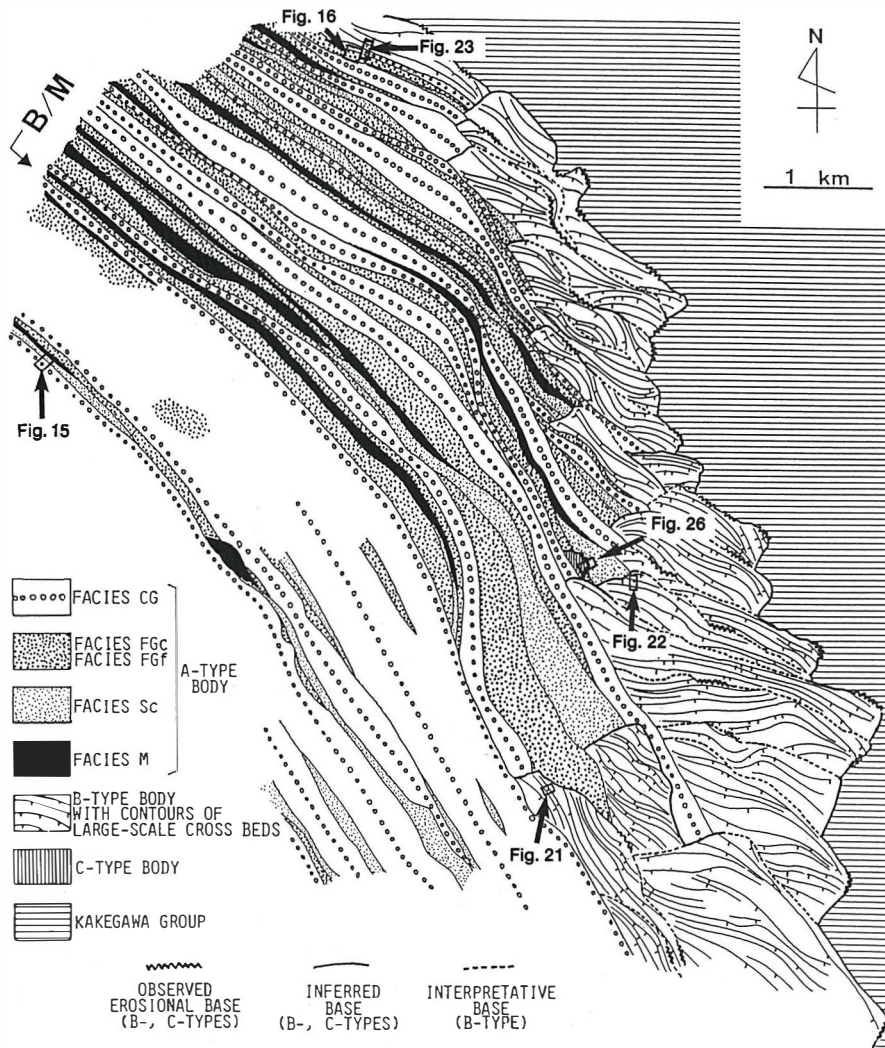 Fig. 16
Fig. 23
N
B/M
1 km
Fig. 15
Fig. 26
Fig. 22
Fig. 21
FACIES CG
FACIES FGc
FACIES FGf
FACIES Sc
FACIES M
A-TYPE
BODY
B-TYPE BODY
WITH CONTOURS OF
LARGE-SCALE CROSS BEDS
C-TYPE BODY
KAKEGAWA GROUP
OBSERVED
EROSIONAL BASE
(B-, C-TYPES)
INFERRED
BASE
(B-, C-TYPES)
INTERPRETATIVE
BASE
(B-TYPE)